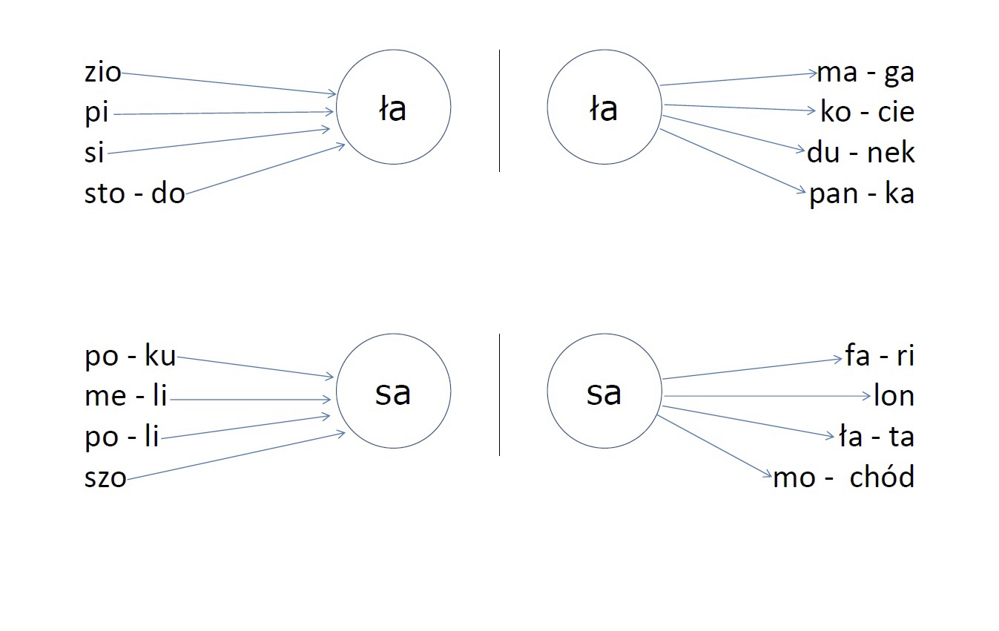 zio
pi
si
sto - do
ła
ła
ma - ga
ko - cie
du - nek
pan - ka
po - ku
me - li
po - li
szo
sa
sa
fa - ri
lon
ła - ta
mo - chód